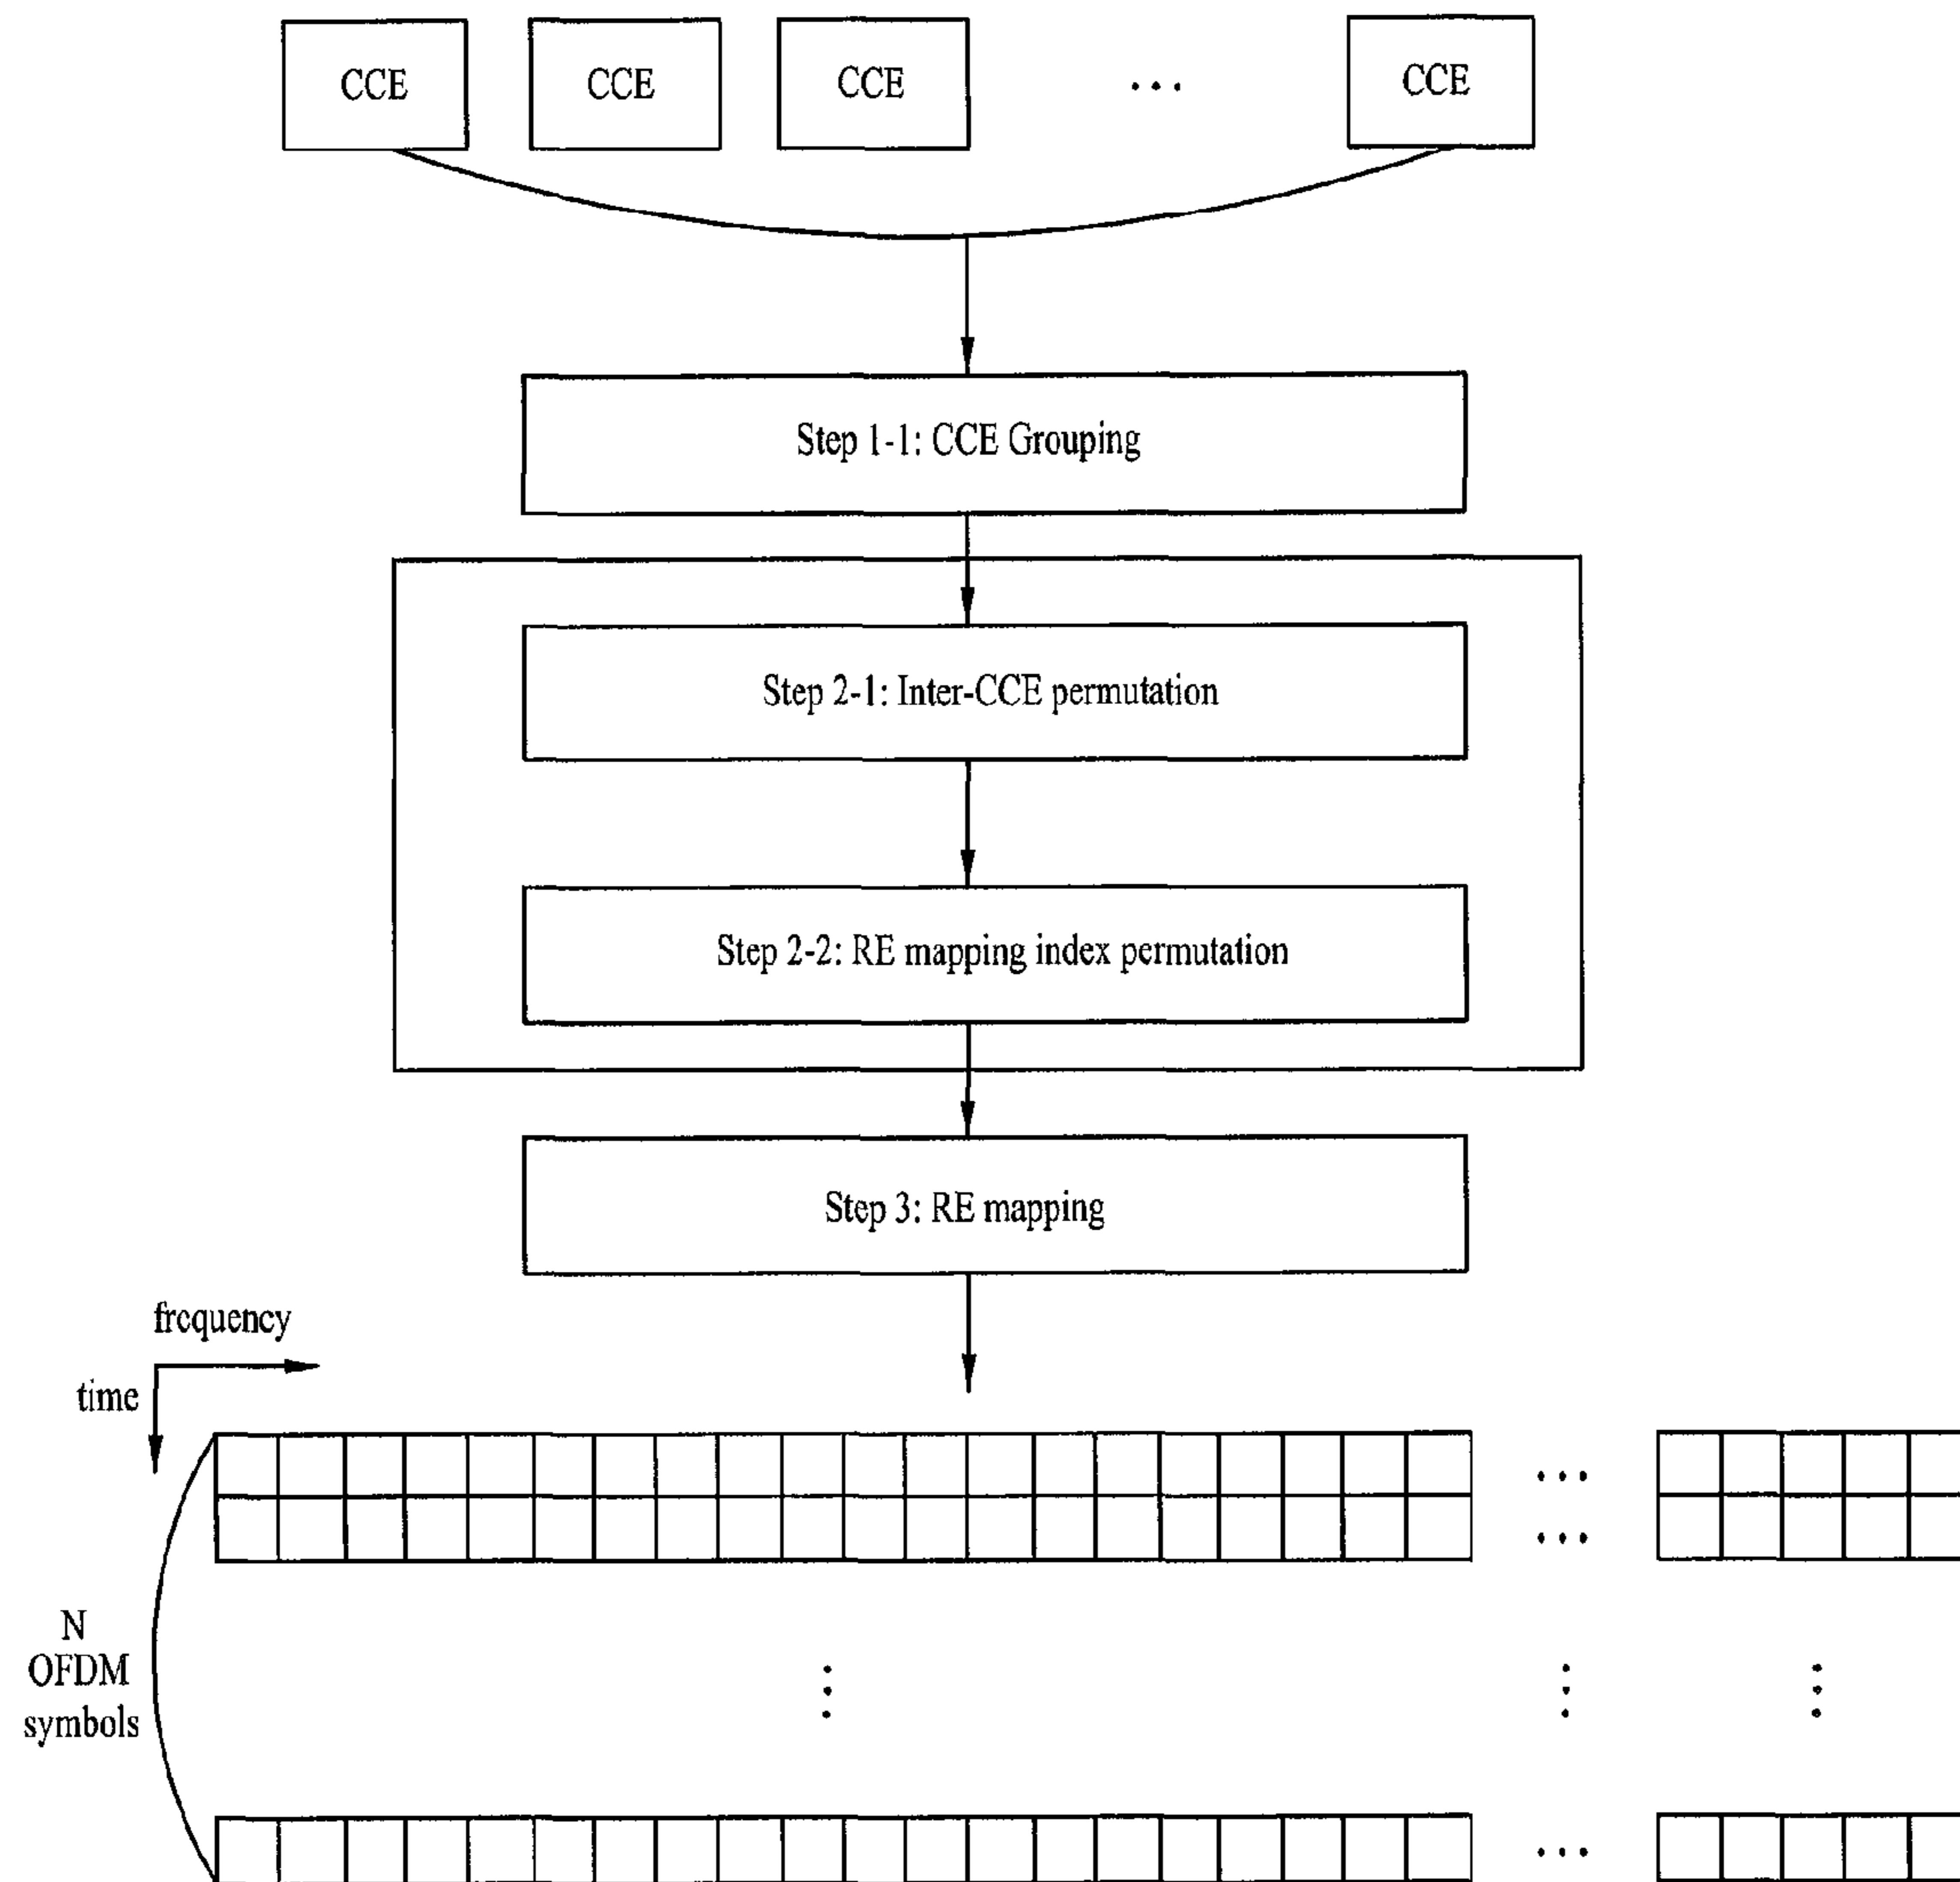 CCE CCE CCE ... CCE
Step 1-1: CCE Grouping
Step 2-1: Inter-CCE permutation
Step 2-2: RE mapping index permutation
Step 3: RE mapping
frequency
time
N
OFDM
symbols